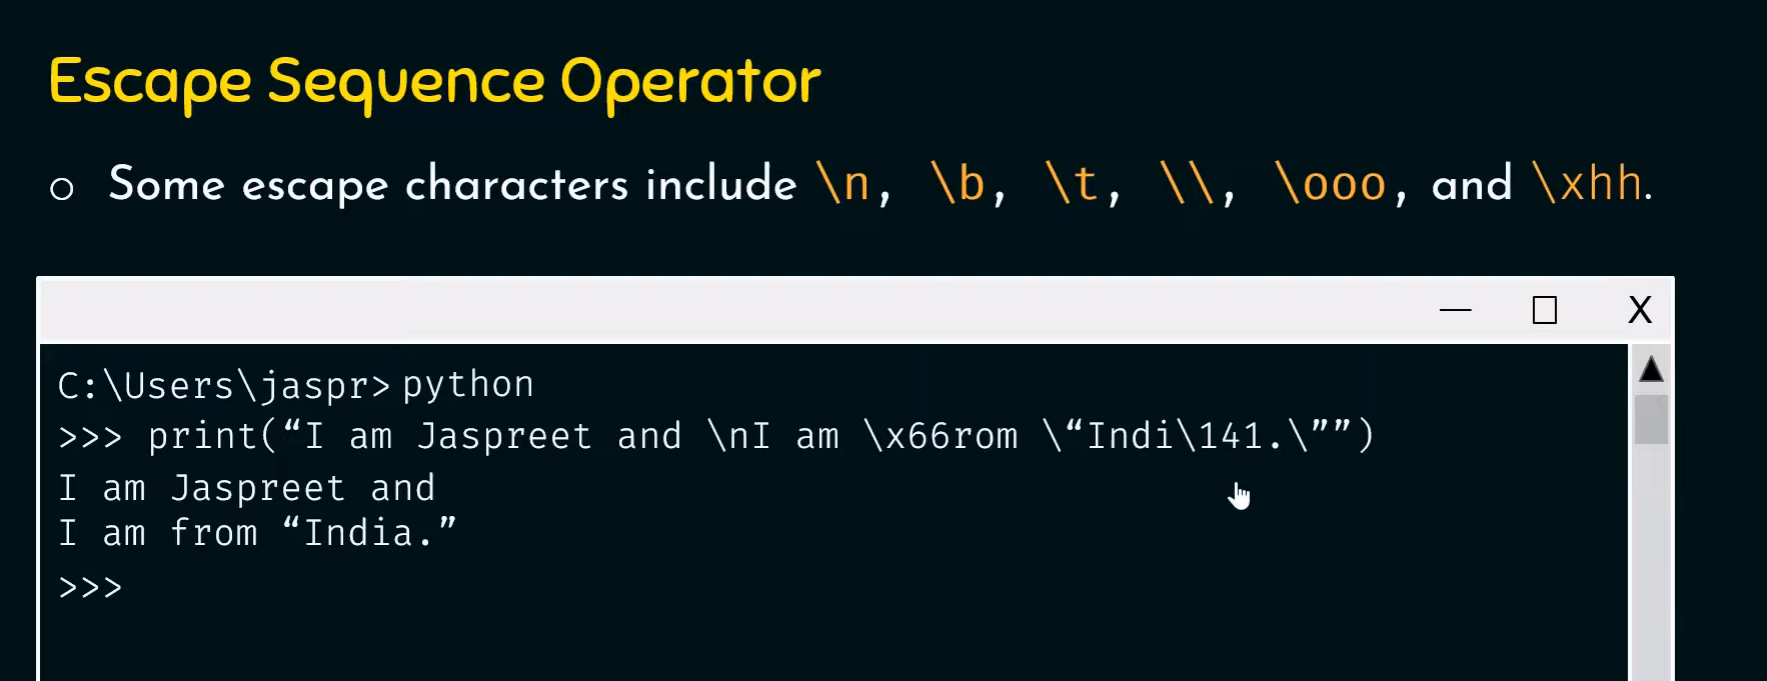 Escape Sequence Operator
○ Some escape characters include \n, \b, \t, \\, \ooo, and \xhh.
— □ X
C:\Users\jaspr> python
>>> print(“I am Jaspreet and \nI am \x66rom \“Indi\141.\””)
I am Jaspreet and
I am from “India.”
>>>